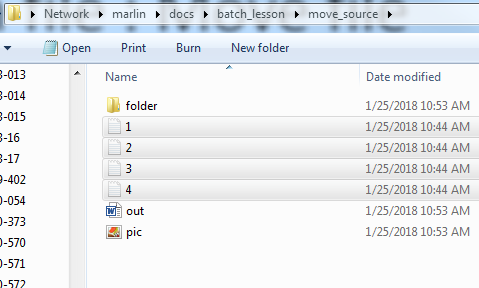 Network ▸ marlin ▸ docs ▸ batch_lesson ▸ move_source ▸
Open Print Burn New folder
Name Date modified
folder 1/25/2018 10:53 AM
1 1/25/2018 10:44 AM
2 1/25/2018 10:44 AM
3 1/25/2018 10:44 AM
4 1/25/2018 10:44 AM
out 1/25/2018 10:53 AM
pic 1/25/2018 10:53 AM
3-013
3-014
3-015
3-16
3-17
9-402
0-054
0-373
0-570
0-571
0-572